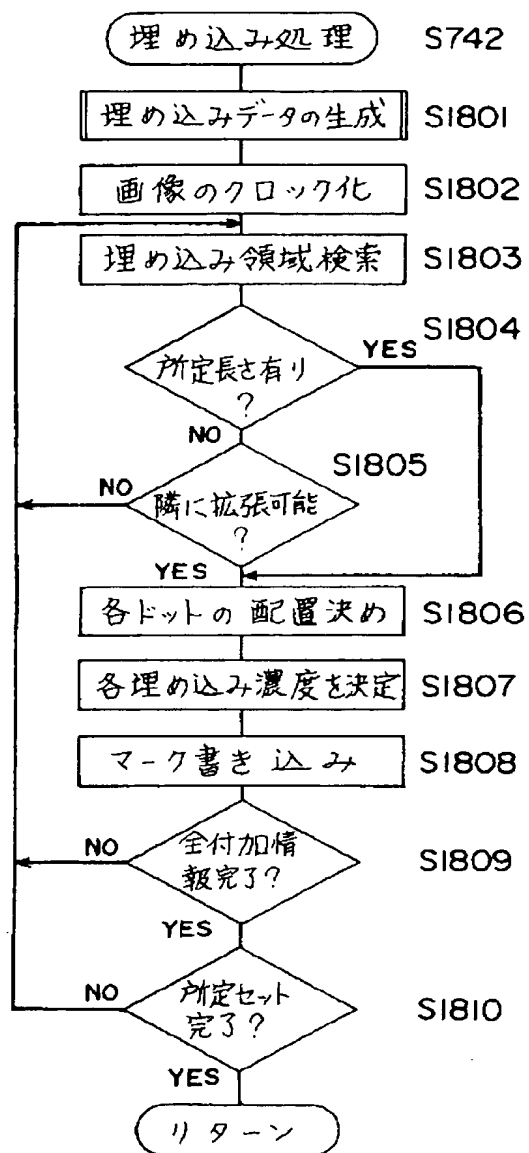 埋め込み処理 S742
埋め込みデータの生成 S1801
画像のクロック化 S1802
埋め込み領域検索 S1803
S1804
YES
所定長さ有り
?
NO
S1805
NO
隣に拡張可能
?
YES
各ドットの配置決め S1806
各埋め込み濃度を決定 S1807
マーク書き込み S1808
NO
全付加情
報完了? S1809
YES
NO
所定セット
完了? S1810
YES
リターン